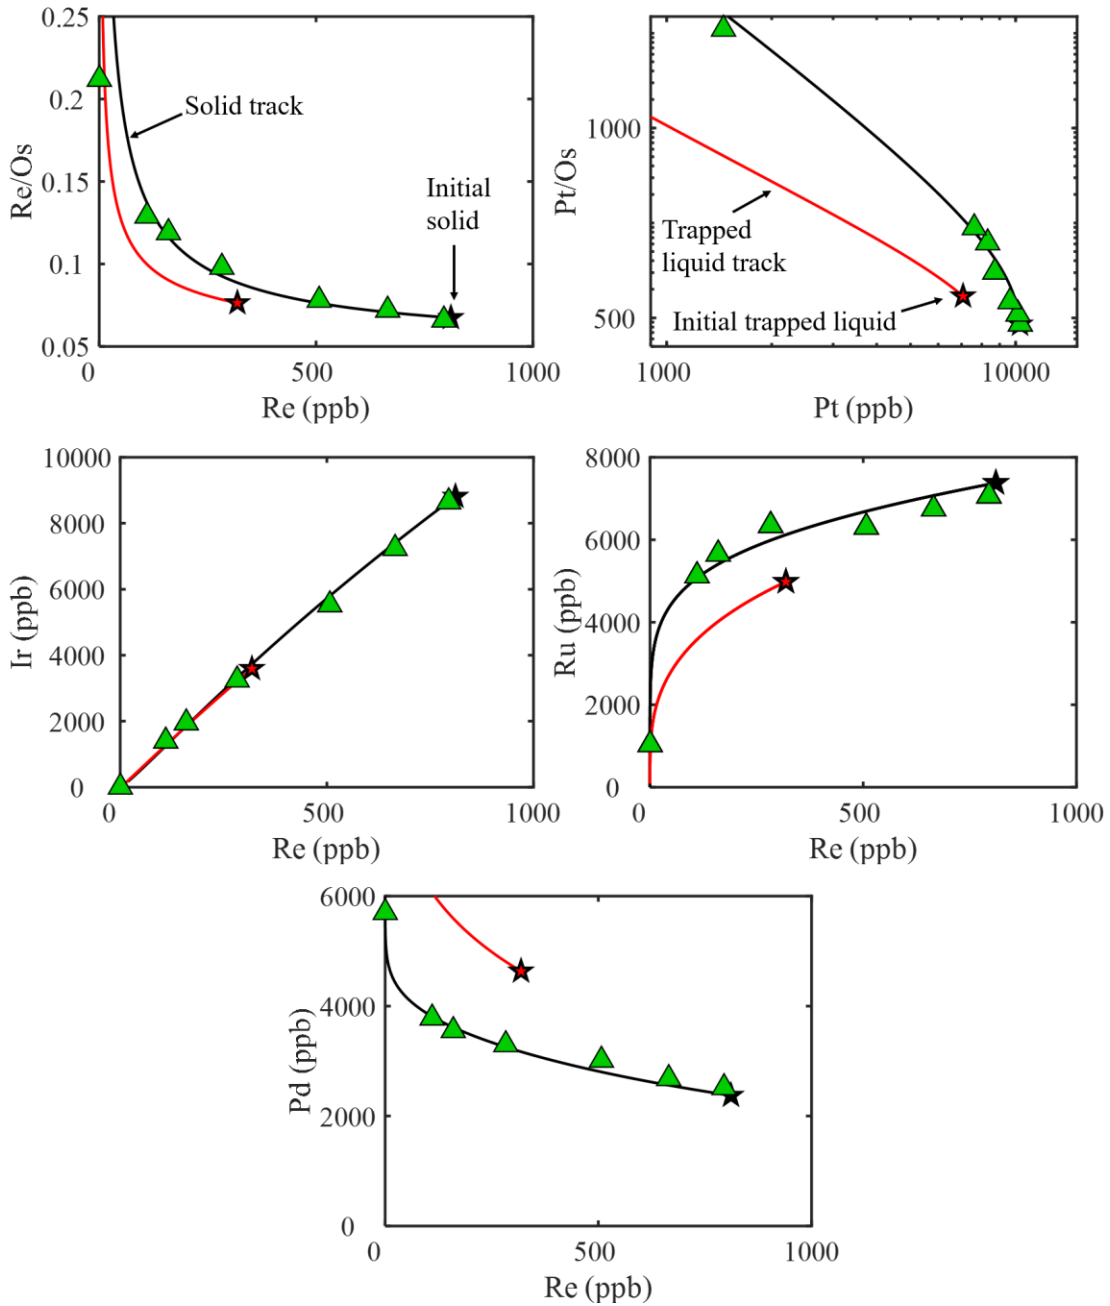 0.25
0.2
0.15
0.1
0.05
Re/Os
Solid track
Initial
solid
0
500
1000
Re (ppb)
1000
500
Pt/Os
Trapped
liquid track
Initial trapped liquid
1000
10000
Pt (ppb)
10000
8000
6000
4000
2000
0
Ir (ppb)
0
500
1000
Re (ppb)
8000
6000
4000
2000
0
Ru (ppb)
0
500
1000
Re (ppb)
6000
4000
2000
0
Pd (ppb)
0
500
1000
Re (ppb)